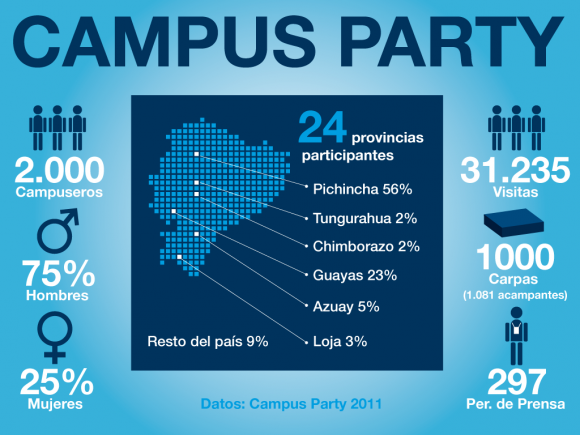 CAMPUS PARTY
2.000
Campuseros
75%
Hombres
25%
Mujeres
24 provincias
participantes
Pichincha 56%
Tungurahua 2%
Chimborazo 2%
Guayas 23%
Azuay 5%
Loja 3%
Resto del país 9%
Datos: Campus Party 2011
31.235
Visitas
1000
Carpas
(1.081 acampantes)
297
Per. de Prensa